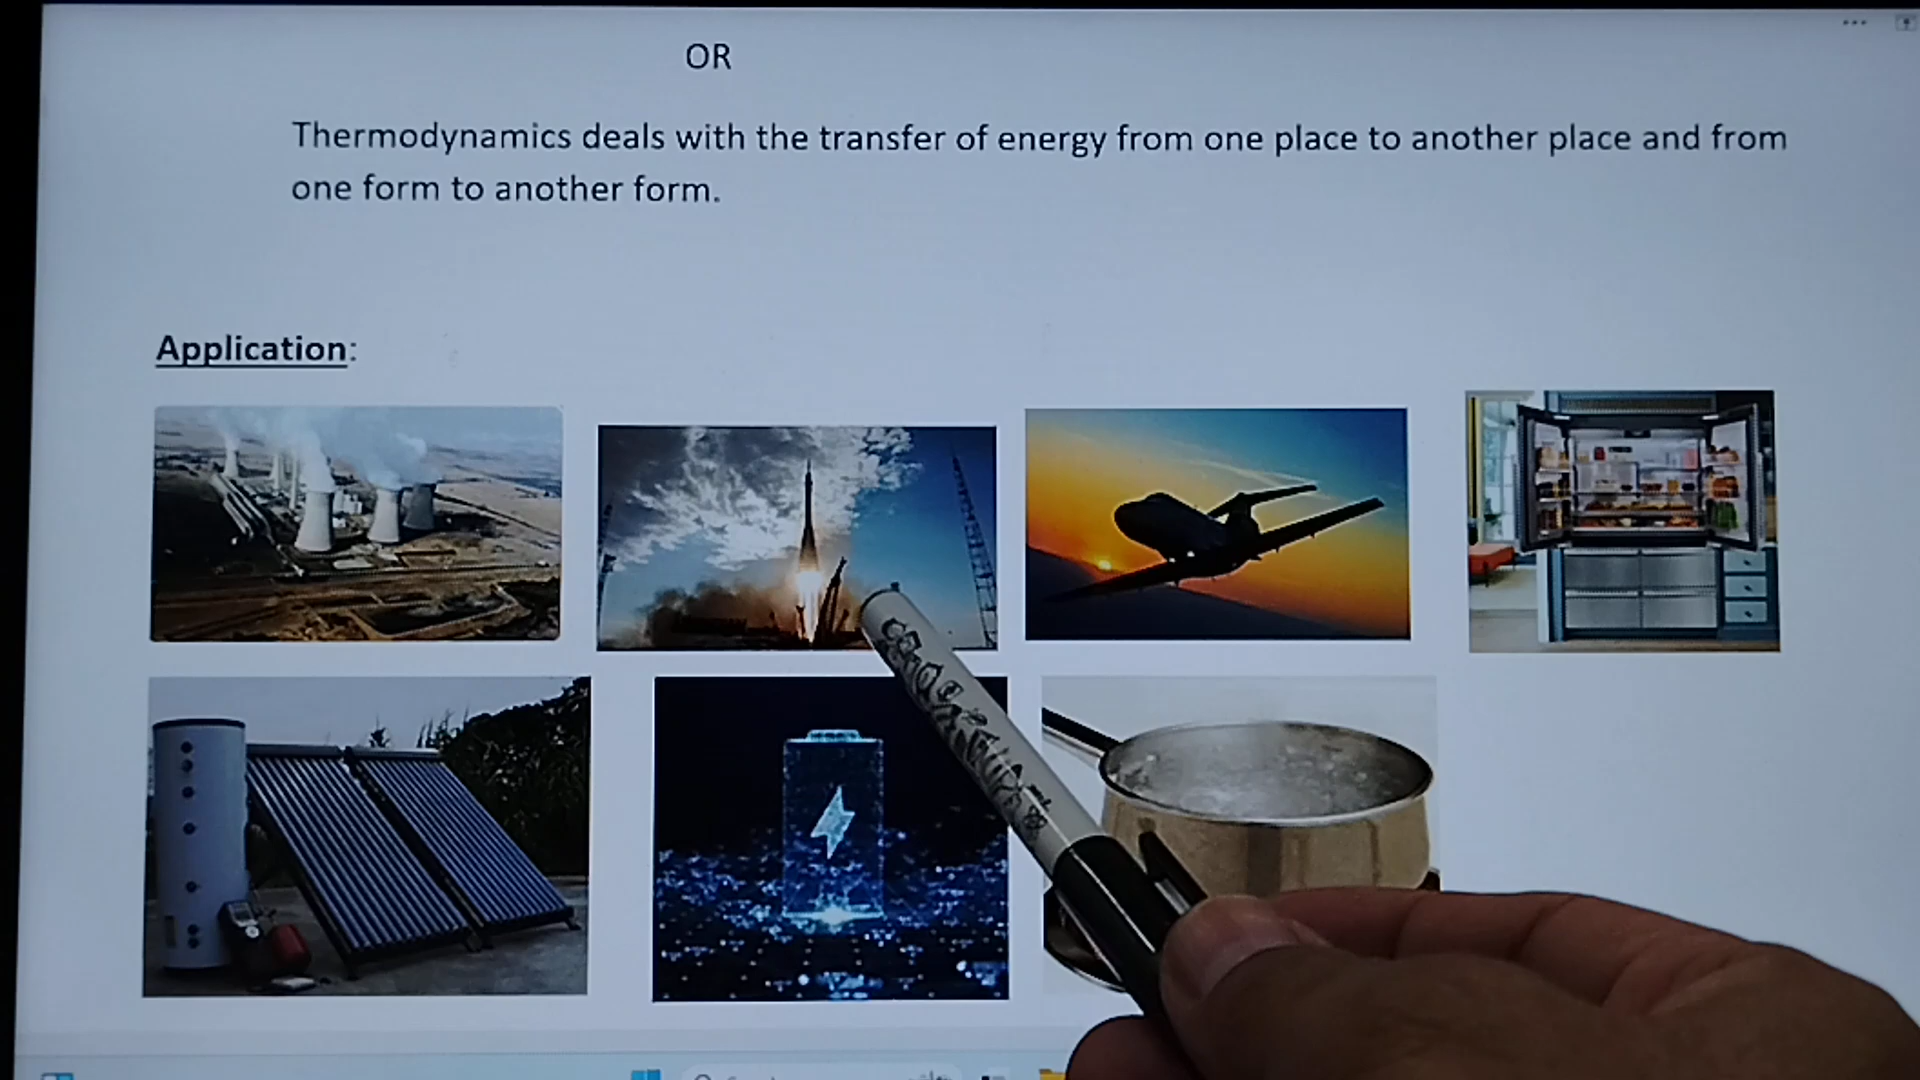 OR
Thermodynamics deals with the transfer of energy from one place to another place and from
one form to another form.
Application: